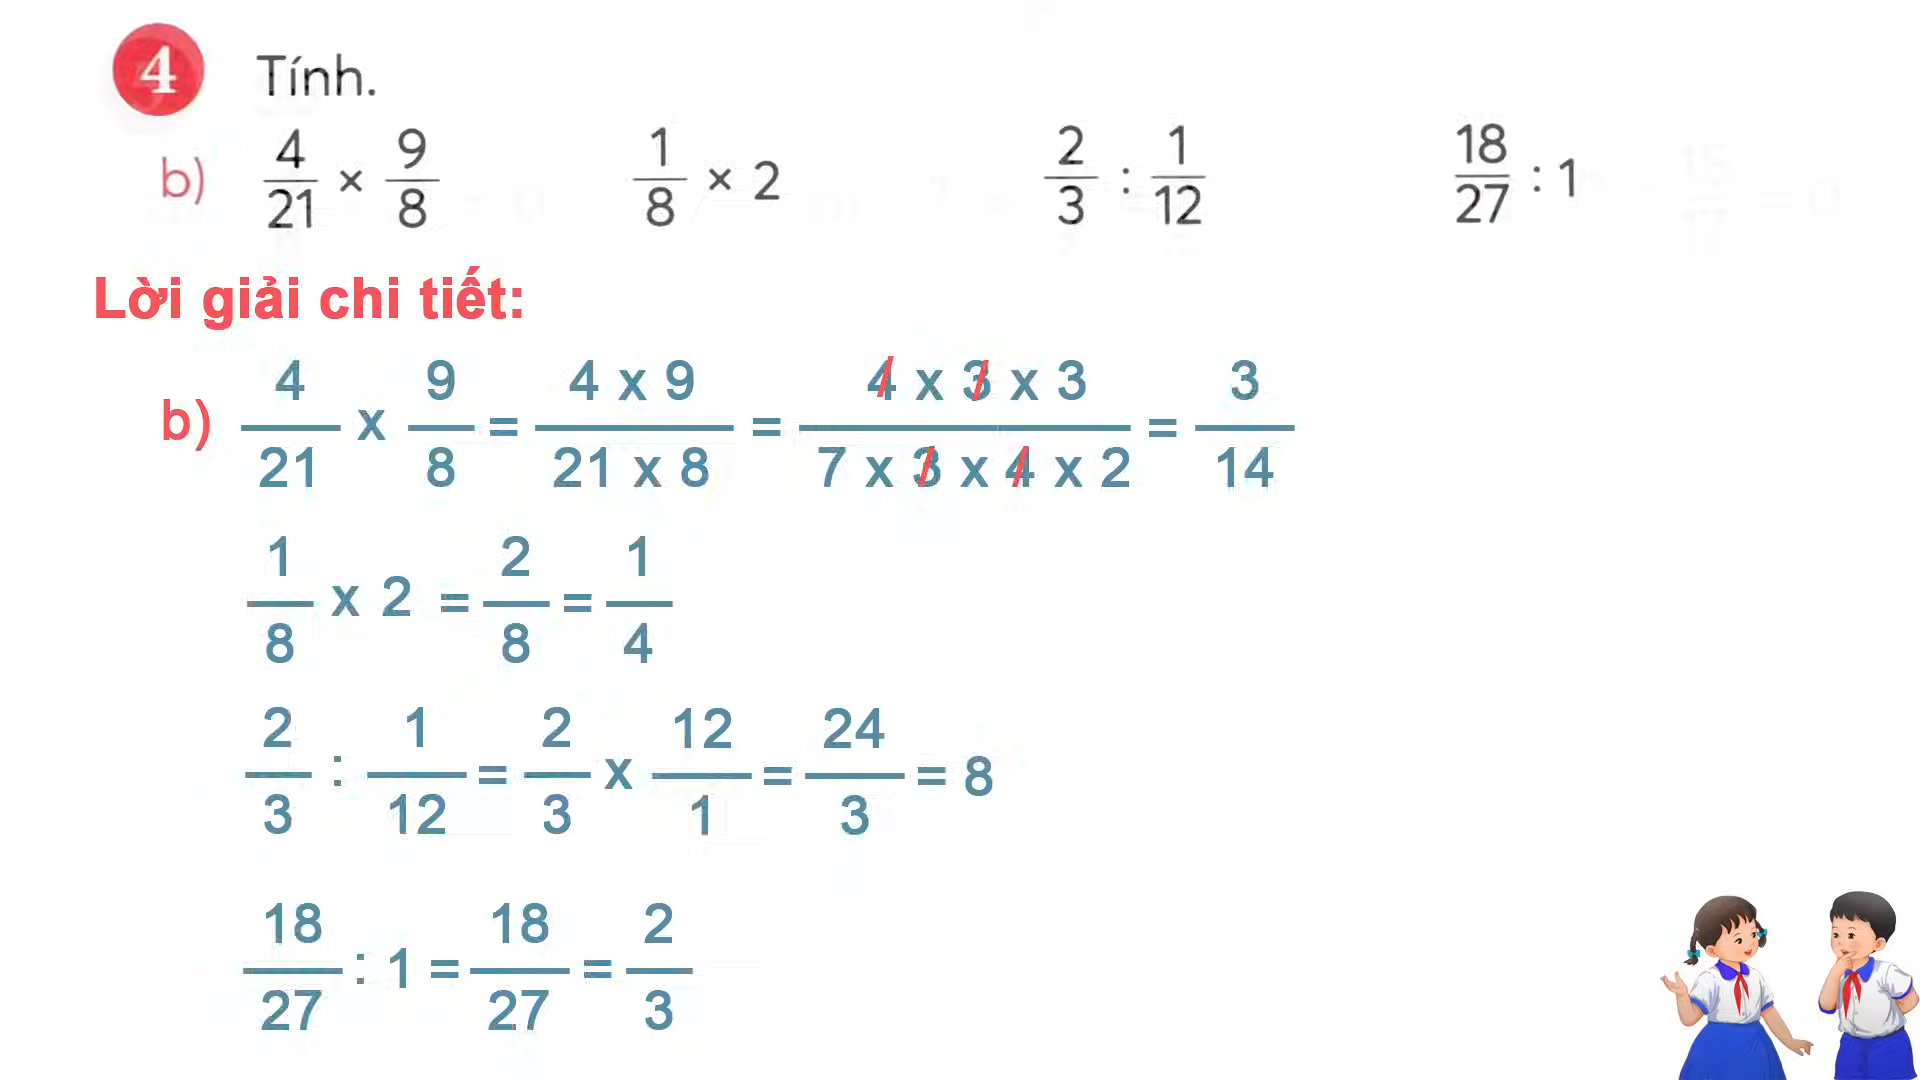 4 Tính.
b) 4/21 × 9/8 1/8 × 2 2/3 : 1/12 18/27 : 1
Lời giải chi tiết:
b) 4/21 x 9/8 = 4 x 9/21 x 8 = 4 x 3 x 3/7 x 3 x 4 x 2 = 3/14
1/8 x 2 = 2/8 = 1/4
2/3 : 1/12 = 2/3 x 12/1 = 24/3 = 8
18/27 : 1 = 18/27 = 2/3